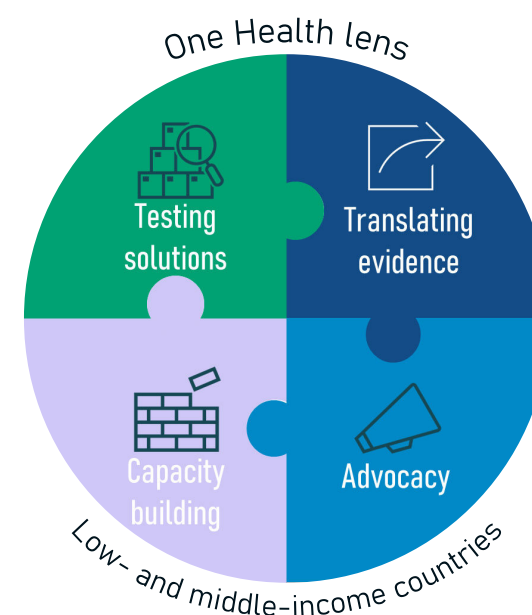 One Health lens
Testing
solutions
Translating
evidence
Capacity
building
Advocacy
Low- and middle-income countries